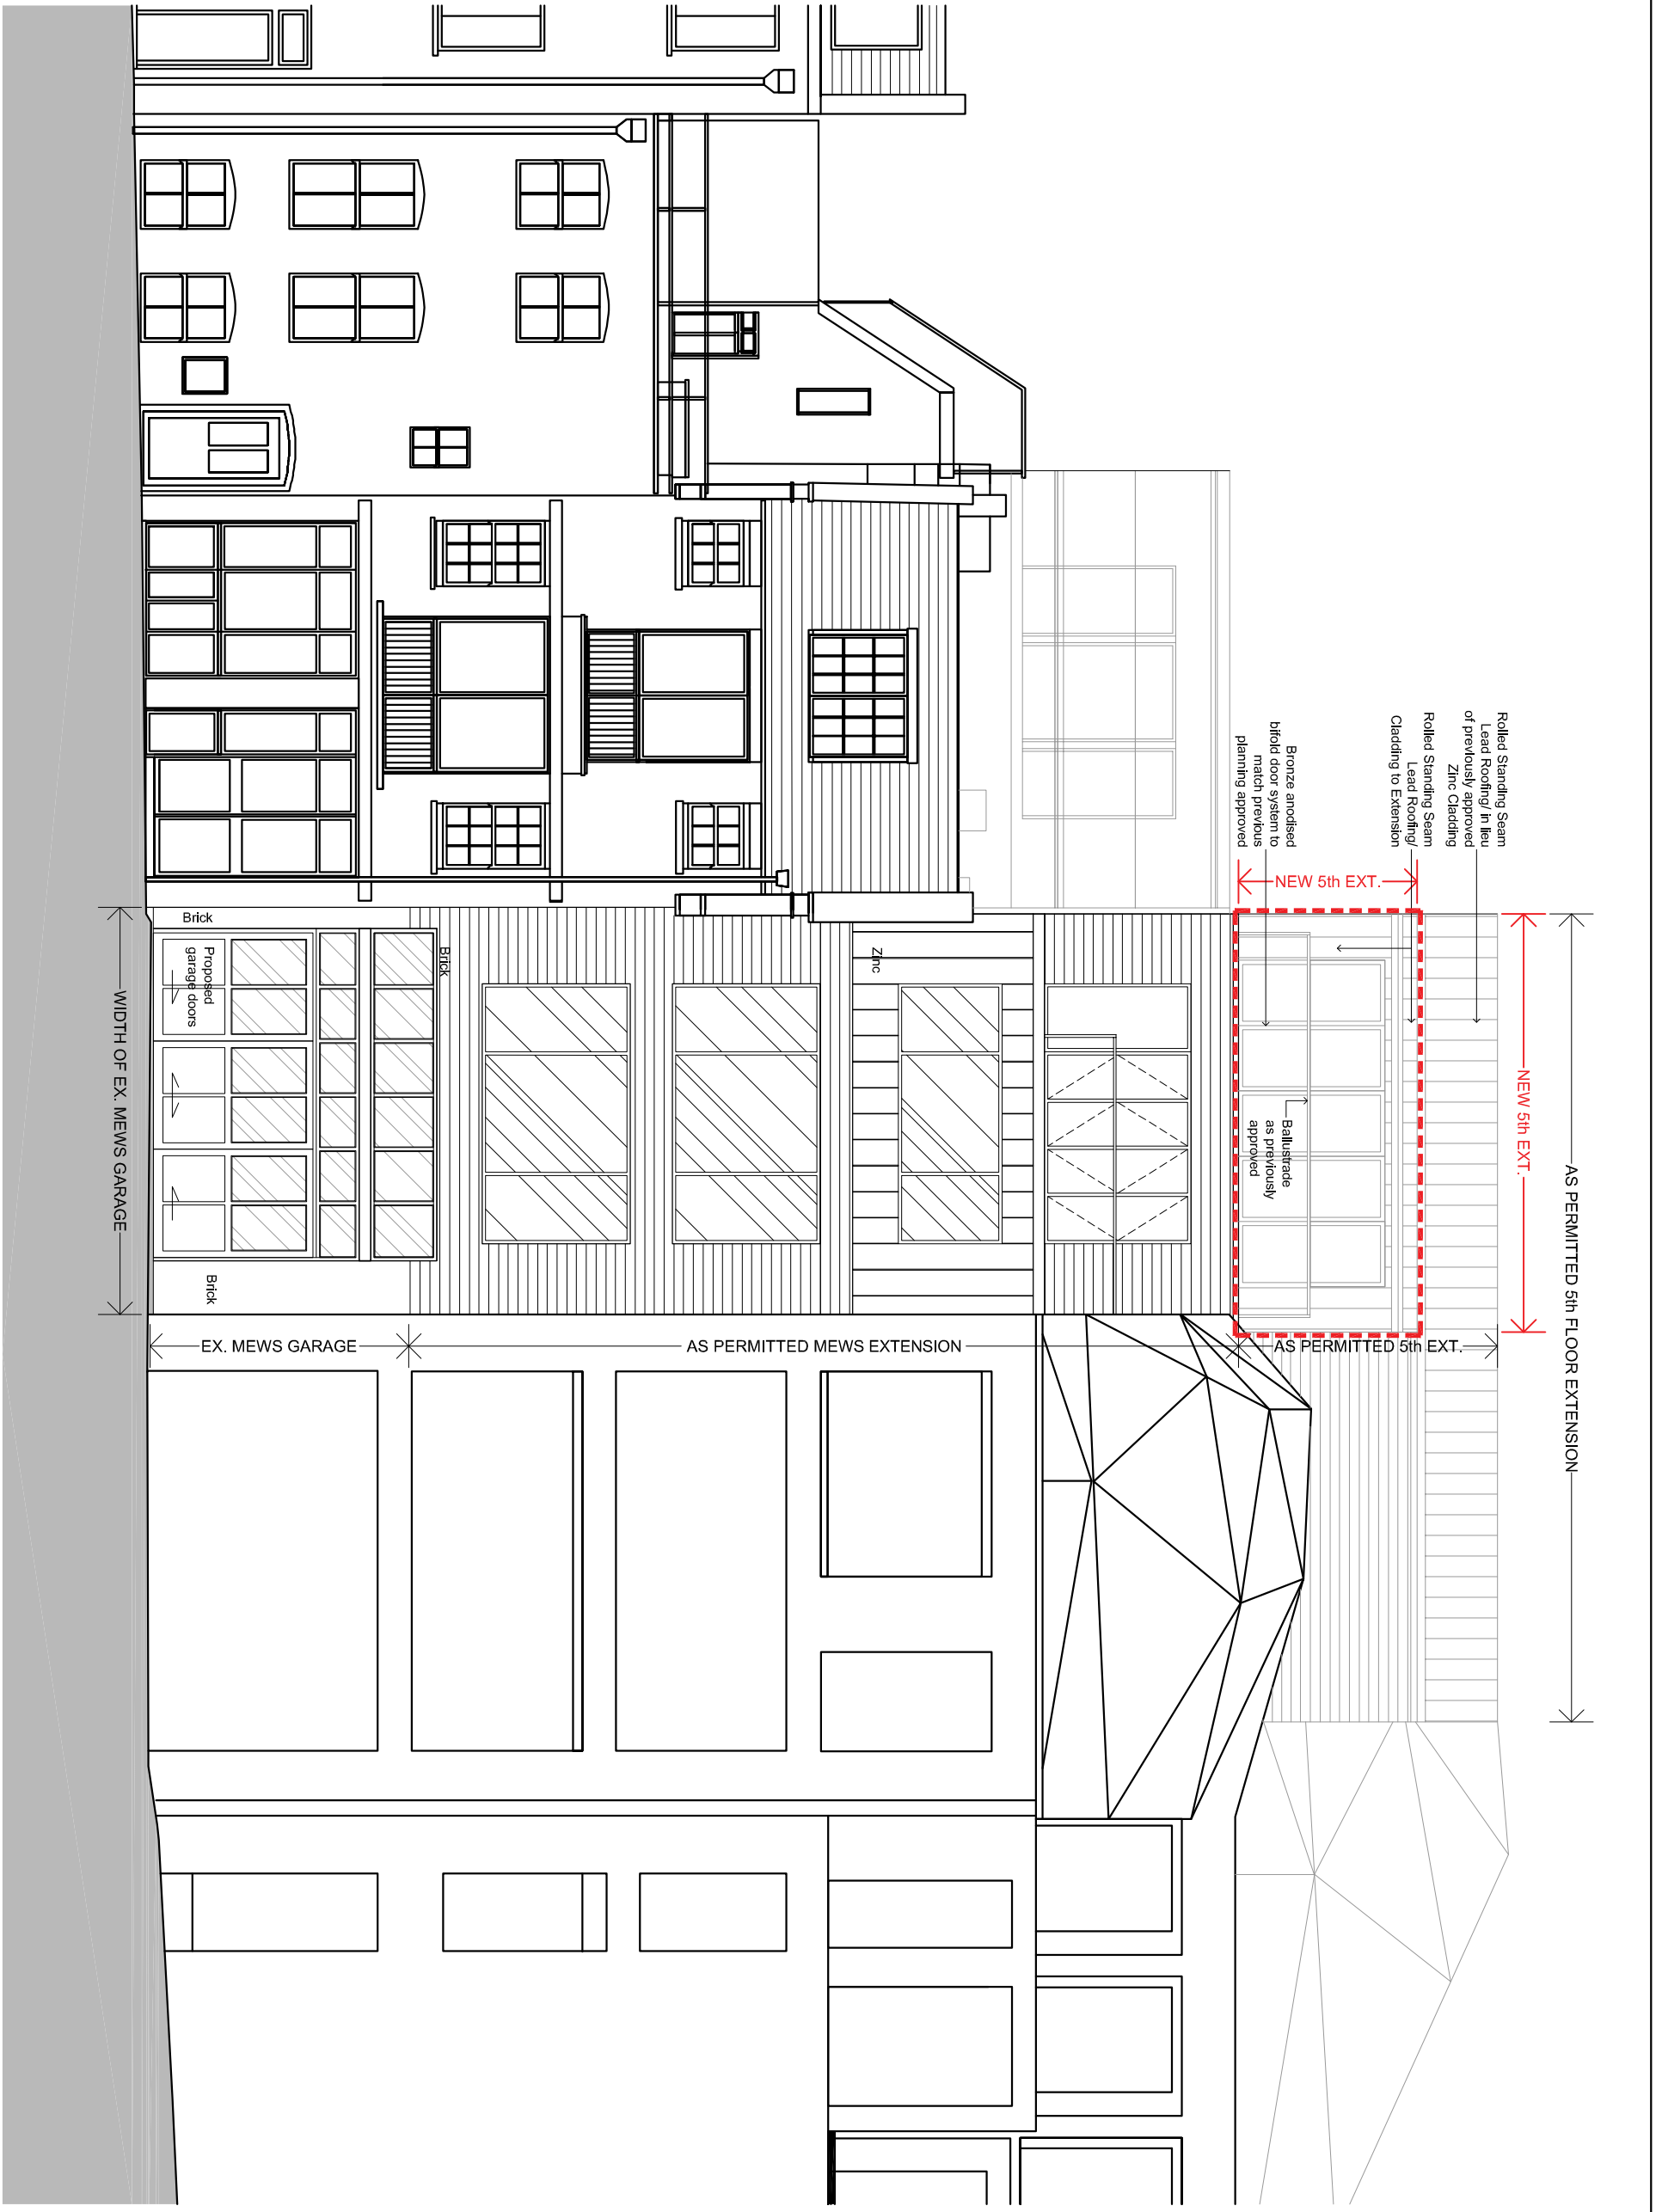 AS PERMITTED 5th FLOOR EXTENSION
NEW 5th EXT.
Rolled Standing Seam
Lead Roofing/ in lieu
of previously approved
Zinc Cladding
Rolled Standing Seam
Lead Roofing/
Cladding to Extension
Bronze anodised
bifold door system to
match previous
planning approved
NEW 5th EXT.
Ballustrade
as previously
approved
AS PERMITTED 5th EXT.
Zinc
AS PERMITTED MEWS EXTENSION
Brick
Brick
Proposed
garage doors
Brick
EX. MEWS GARAGE
WIDTH OF EX. MEWS GARAGE